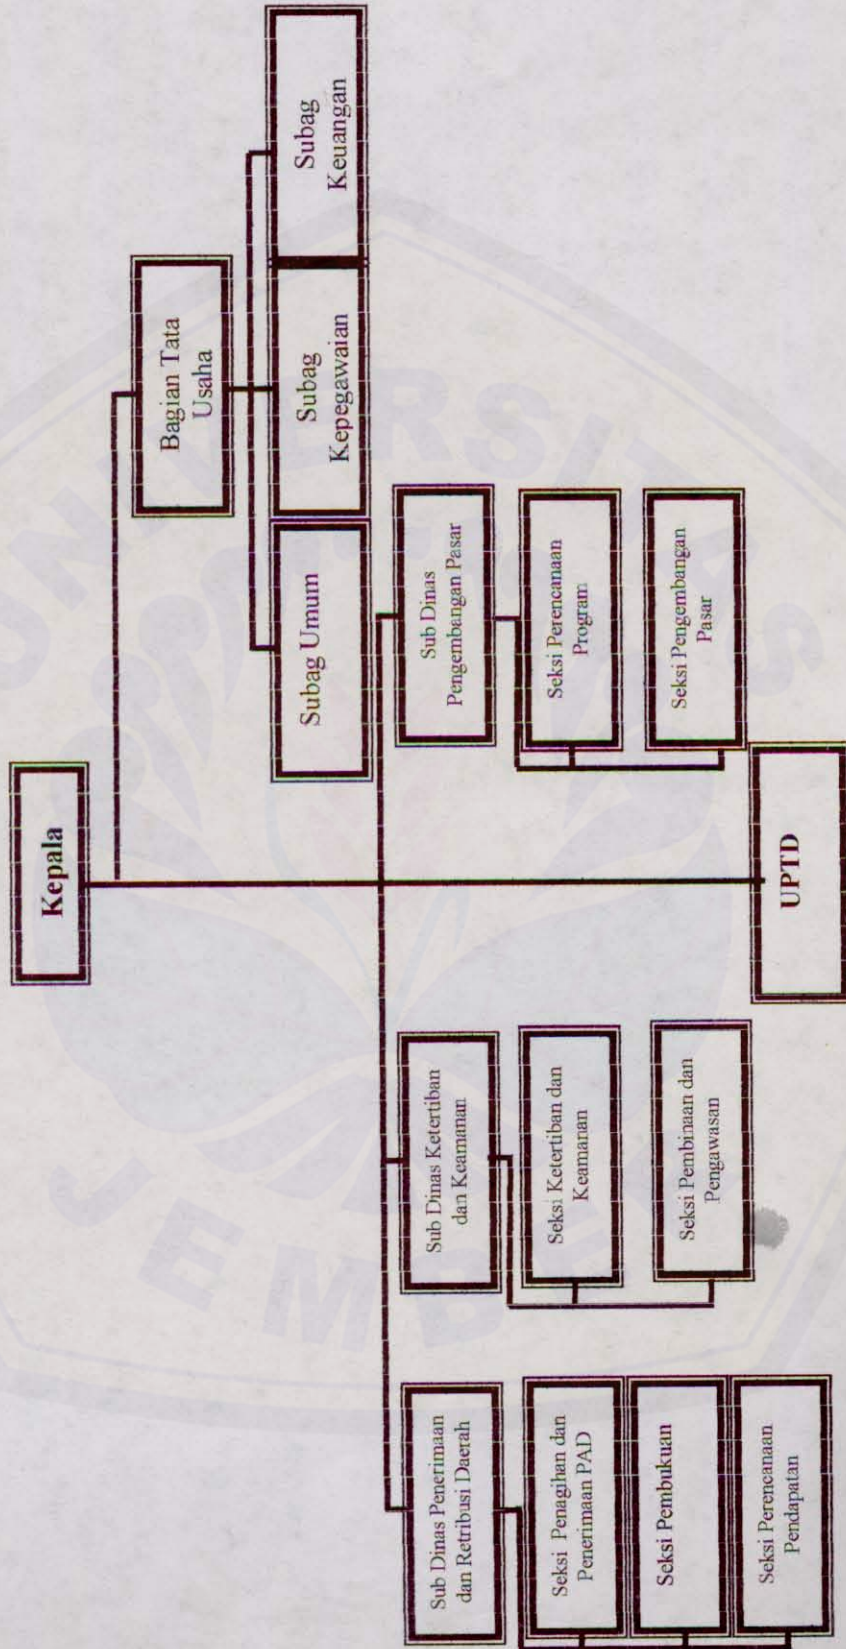 Kepala
Bagian Tata
Usaha
Subag Umum
Subag
Kepegawaian
Subag
Keuangan
Sub Dinas Penerimaan
dan Retribusi Daerah
Seksi Penagihan dan
Penerimaan PAD
Seksi Pembukuan
Seksi Perencanaan
Pendapatan
Sub Dinas Ketertiban
dan Keamanan
Seksi Ketertiban dan
Keamanan
Seksi Pembinaan dan
Pengawasan
Sub Dinas
Pengembangan Pasar
Seksi Perencanaan
Program
Seksi Pengembangan
Pasar
UPTD
UNIVERSITAS
JEMBER